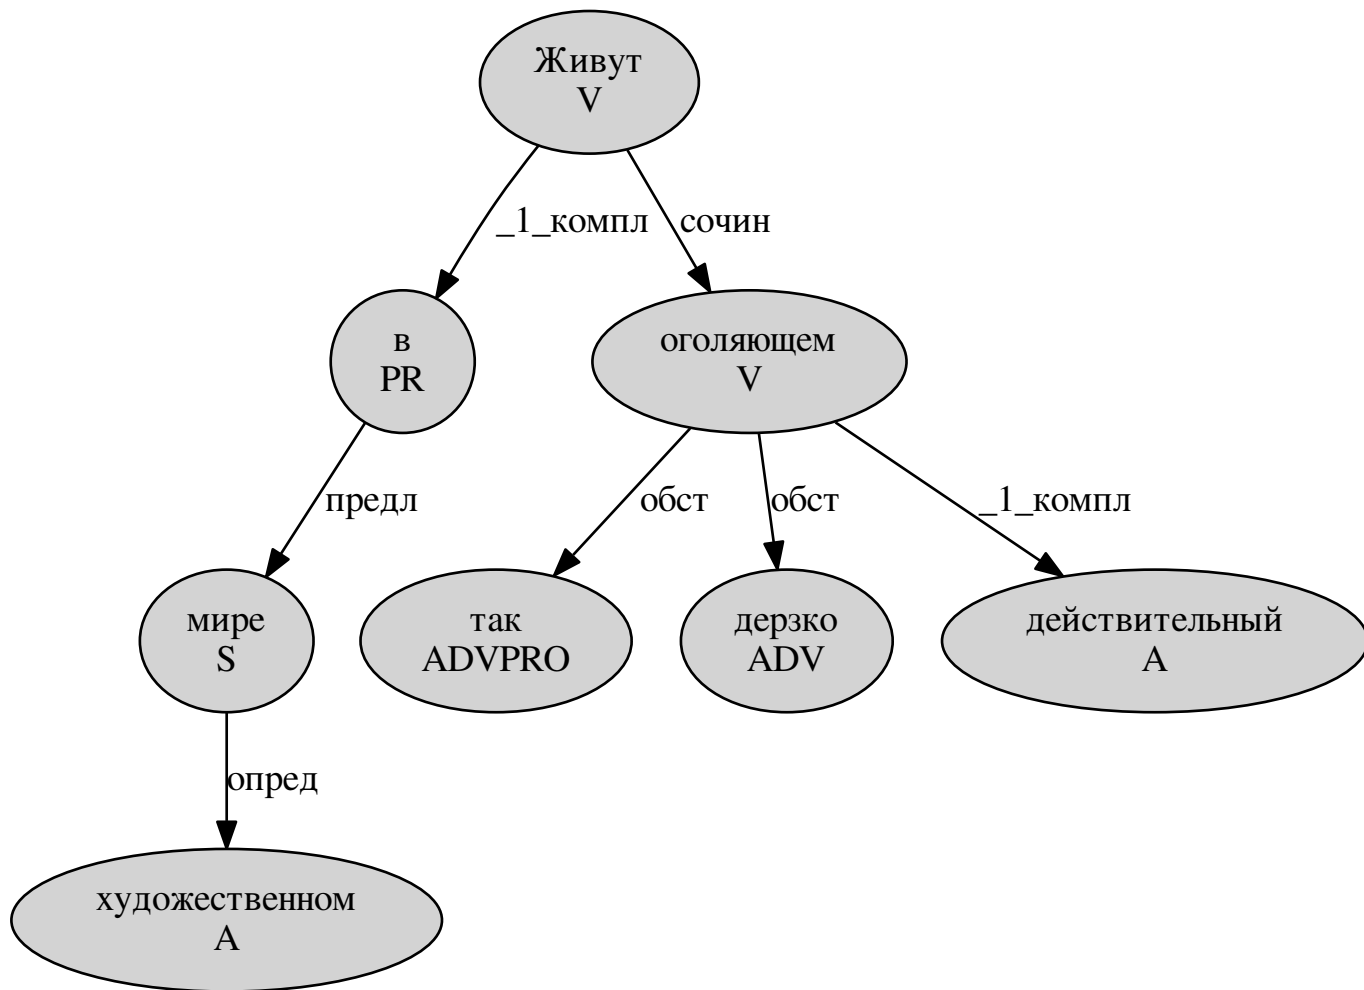 Живут
V
_1_компл
сочин
в
PR
оголяющем
V
предл
обст
обст
_1_компл
мире
S
так
ADVPRO
дерзко
ADV
действительный
A
опред
художественном
A